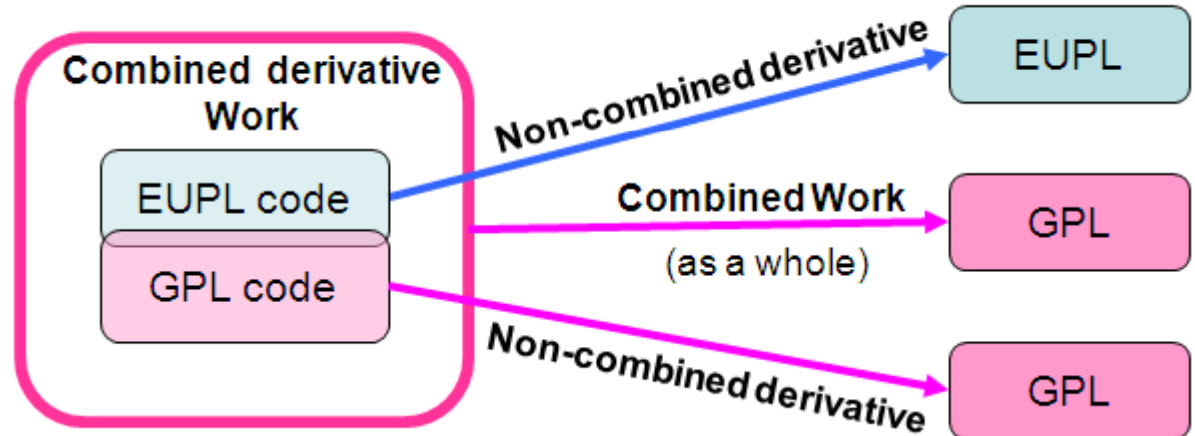 Combined derivative
Work
EUPL code
GPL code
Non-combined derivative
EUPL
Combined Work
(as a whole)
GPL
Non-combined derivative
GPL